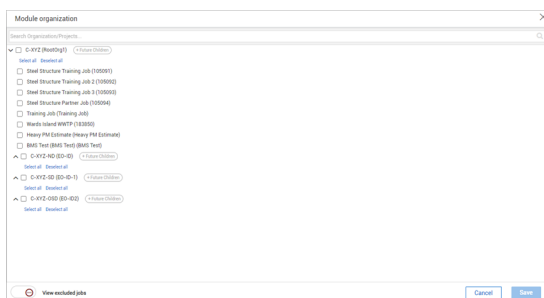 Module organization
Search Organization/Projects...
C-XYZ (RootOrg1) + Future Children
Select all Deselect all
Steel Structure Training Job (105091)
Steel Structure Training Job 2 (105092)
Steel Structure Training Job 3 (105093)
Steel Structure Partner Job (105094)
Training Job (Training Job)
Wards Island WWTP (183850)
Heavy PM Estimate (Heavy PM Estimate)
BMS Test (BMS Test) (BMS Test)
C-XYZ-ND (EO-ID) + Future Children
Select all Deselect all
C-XYZ-SD (EO-ID-1) + Future Children
Select all Deselect all
C-XYZ-OSD (EO-ID2) + Future Children
Select all Deselect all
View excluded jobs Cancel Save